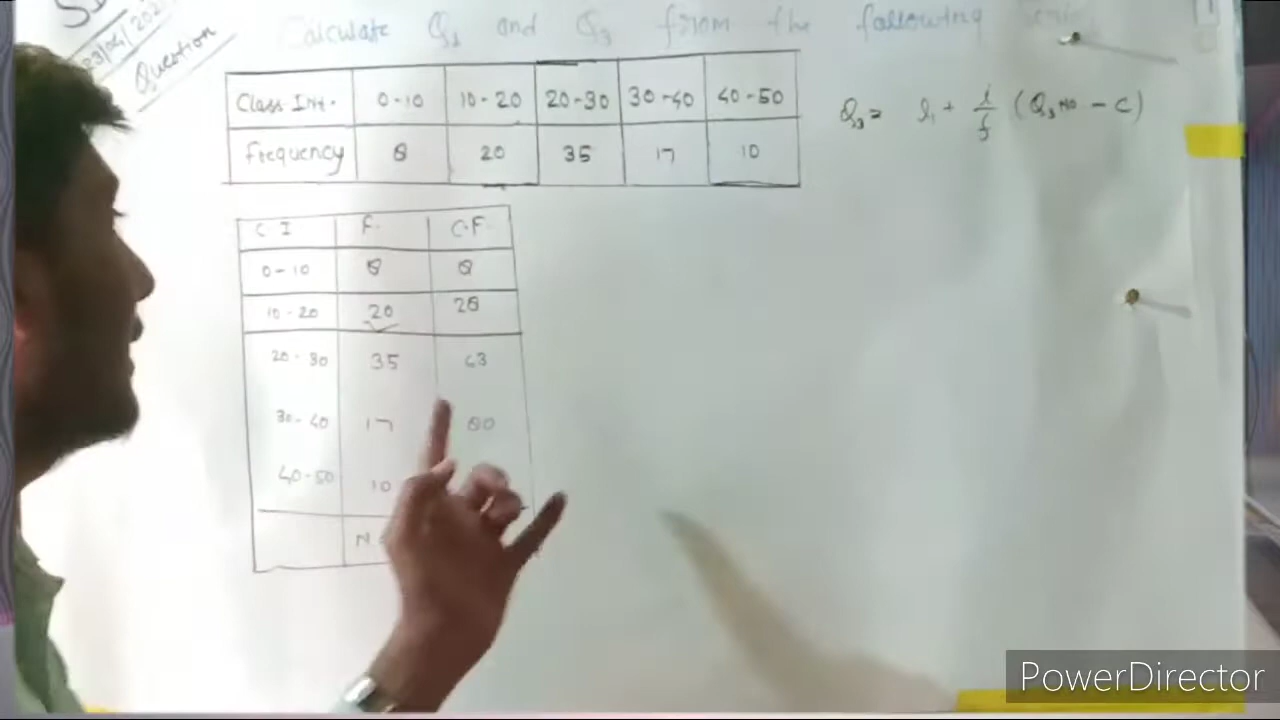 Calculate Q1 and Q3 from the following
Question
Class Int. 0-10 10-20 20-30 30-40 40-50
Frequency 8 20 35 17 10
Q3 = l1 + i/f (Q3 no - C)
C I F. C.F.
0-10 8 8
10-20 20 28
20-30 35 63
30-40 17 80
40-50 10
PowerDirector